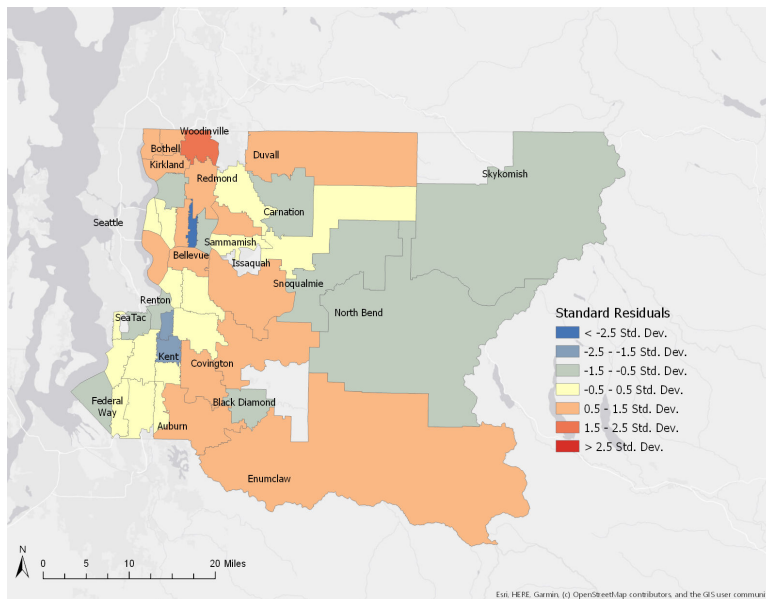 Woodinville
Bothell
Duvall
Kirkland
Redmond
Skykomish
Carnation
Seattle
Sammamish
Bellevue
Issaquah
Snoqualmie
Renton
North Bend
SeaTac
Standard Residuals
< -2.5 Std. Dev.
-2.5 - -1.5 Std. Dev.
-1.5 - -0.5 Std. Dev.
-0.5 - 0.5 Std. Dev.
0.5 - 1.5 Std. Dev.
1.5 - 2.5 Std. Dev.
> 2.5 Std. Dev.
Kent
Covington
Federal
Way
Black Diamond
Auburn
Enumclaw
N
0 5 10 20 Miles
Esri, HERE, Garmin, (c) OpenStreetMap contributors, and the GIS user communi